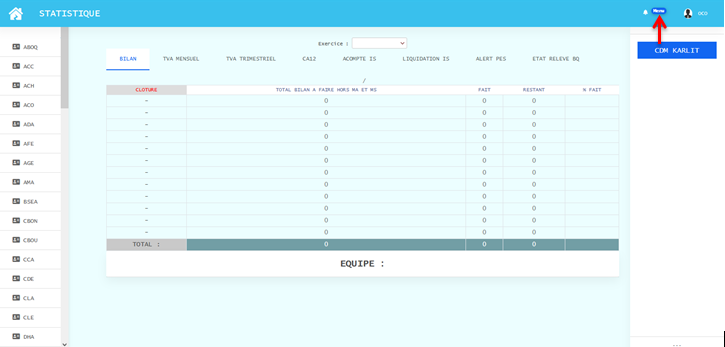 STATISTIQUE
Menu
GCO
ABOQ
ACC
ACH
ACO
ADA
AFE
AGE
AMA
BSEA
CBON
CBOU
CCA
CDE
CLA
CLE
DHA
Exercice :
BILAN TVA MENSUEL TVA TRIMESTRIEL CA12 ACOMPTE IS LIQUIDATION IS ALERT PES ETAT RELEVE BQ
/
CLOTURE TOTAL BILAN A FAIRE HORS MA ET MS FAIT RESTANT % FAIT
- 0 0 0
- 0 0 0
- 0 0 0
- 0 0 0
- 0 0 0
- 0 0 0
- 0 0 0
- 0 0 0
- 0 0 0
- 0 0 0
- 0 0 0
- 0 0 0
TOTAL : 0 0 0
EQUIPE :
CDM KARLIT